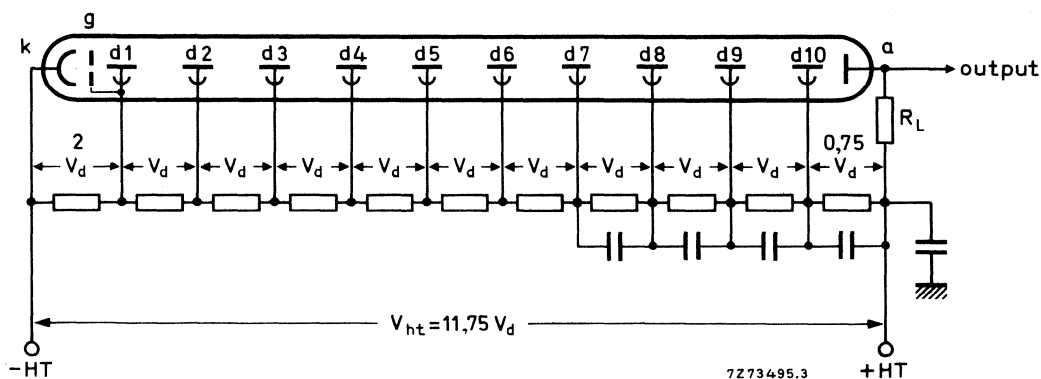 g
k d1 d2 d3 d4 d5 d6 d7 d8 d9 d10 a
output
R_L
2 0,75
V_d V_d V_d V_d V_d V_d V_d V_d V_d V_d V_d
V_ht = 11,75 V_d
-HT 7Z73495.3 +HT